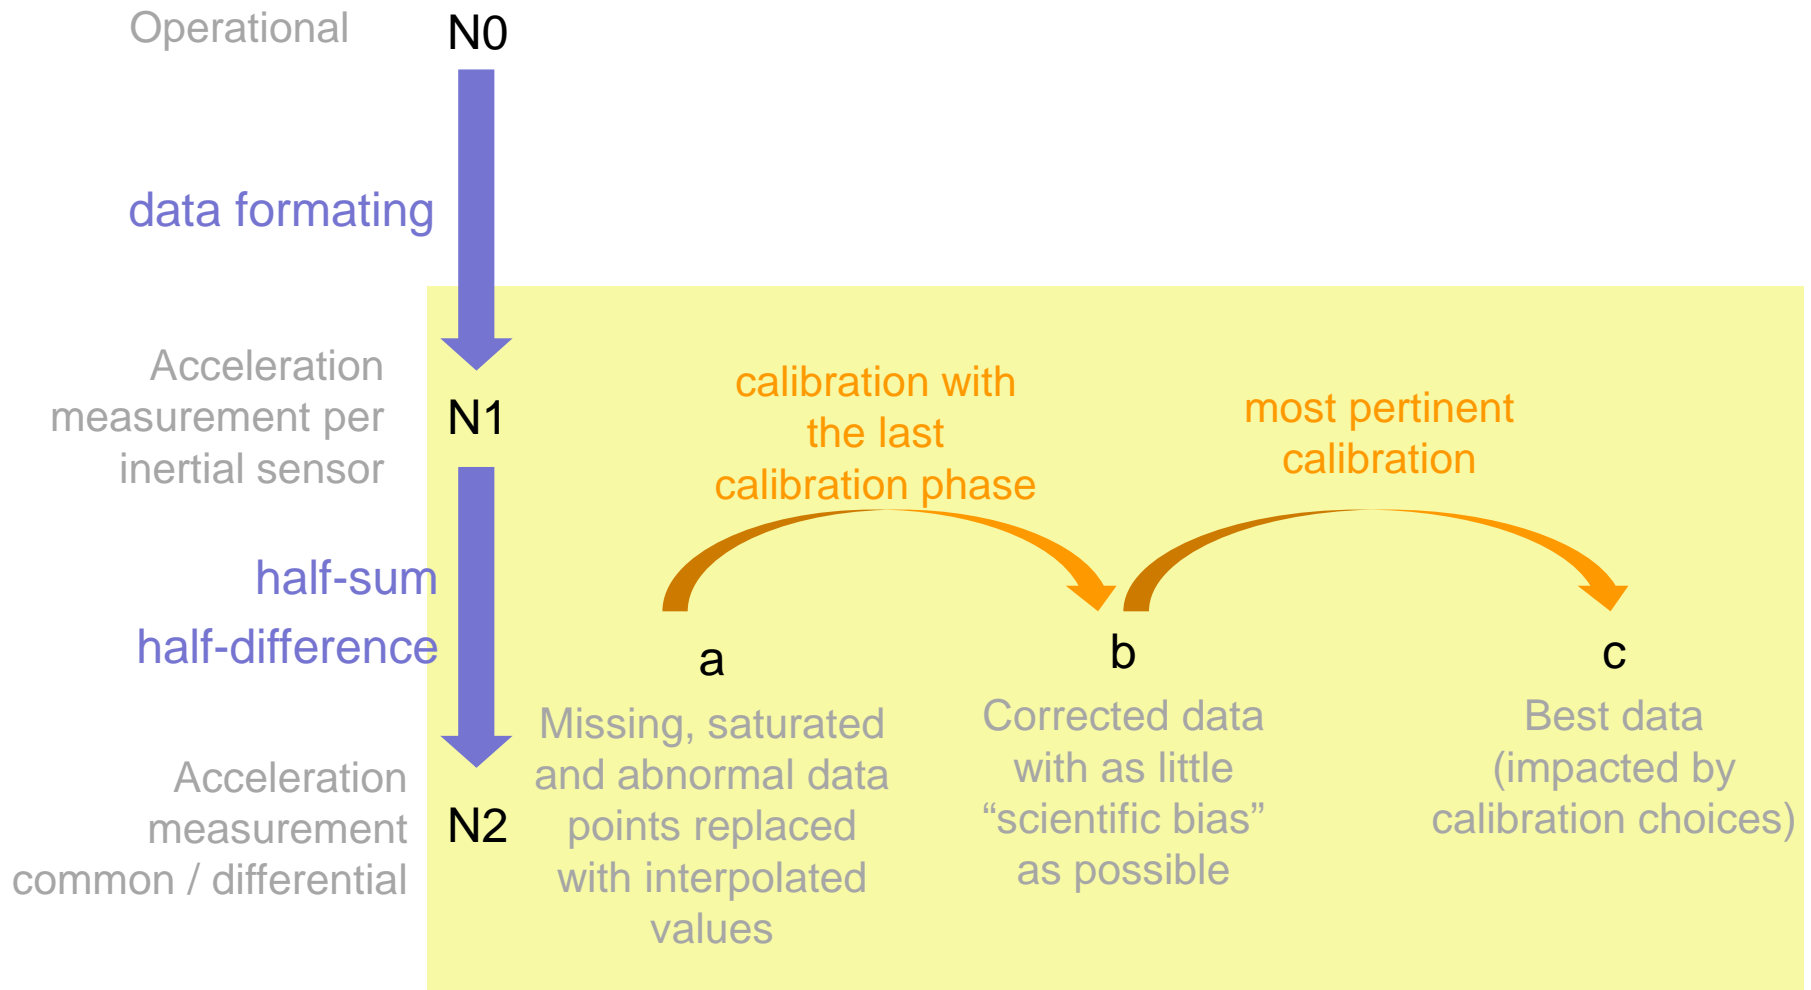 Operational
N0
data formating
Acceleration
measurement per
inertial sensor
N1
calibration with
the last
calibration phase
most pertinent
calibration
half-sum
half-difference
a
b
c
Missing, saturated
and abnormal data
points replaced
with interpolated
values
Corrected data
with as little
“scientific bias”
as possible
Best data
(impacted by
calibration choices)
Acceleration
measurement
common / differential
N2